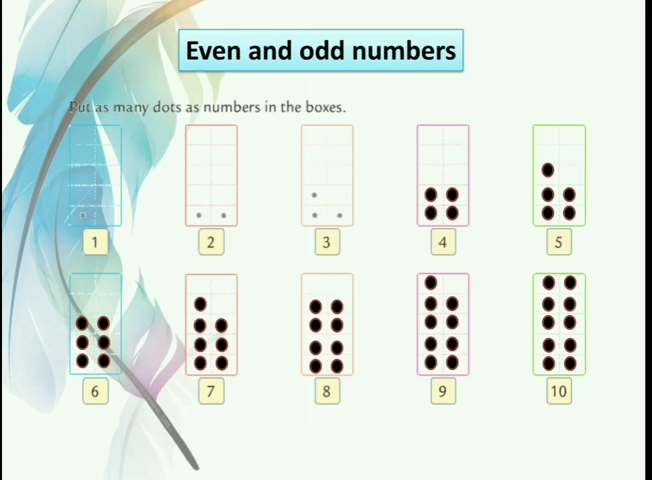 Even and odd numbers
Put as many dots as numbers in the boxes.
1 2 3 4 5
6 7 8 9 10